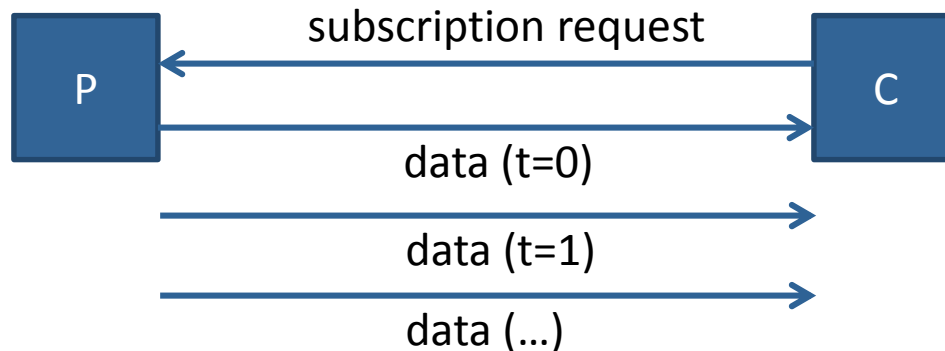 subscription request
P
C
data (t=0)
data (t=1)
data (...)